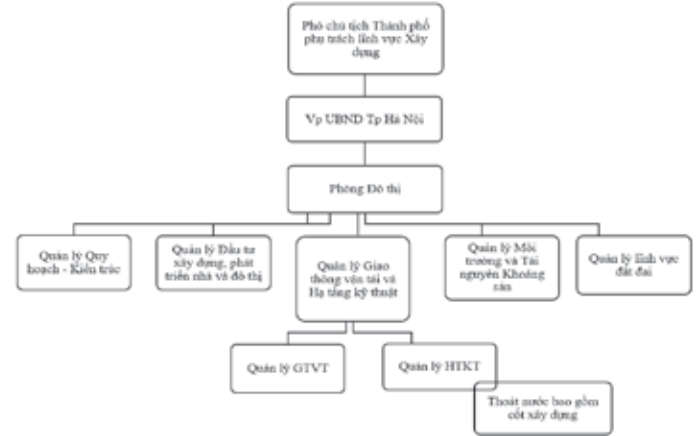 Phó chủ tịch Thành phố
phụ trách lĩnh vực Xây
dựng
Vp UBND Tp Hà Nội
Phòng Đô thị
Quản lý Quy
hoạch - Kiến trúc
Quản lý Đầu tư
xây dựng, phát
triển nhà và đô thị
Quản lý Giao
thông vận tải và
Hạ tầng kỹ thuật
Quản lý Môi
trường và Tài
nguyên Khoáng
sản
Quản lý lĩnh vực
đất đai
Quản lý GTVT
Quản lý HTKT
Thoát nước bao gồm
cốt xây dựng